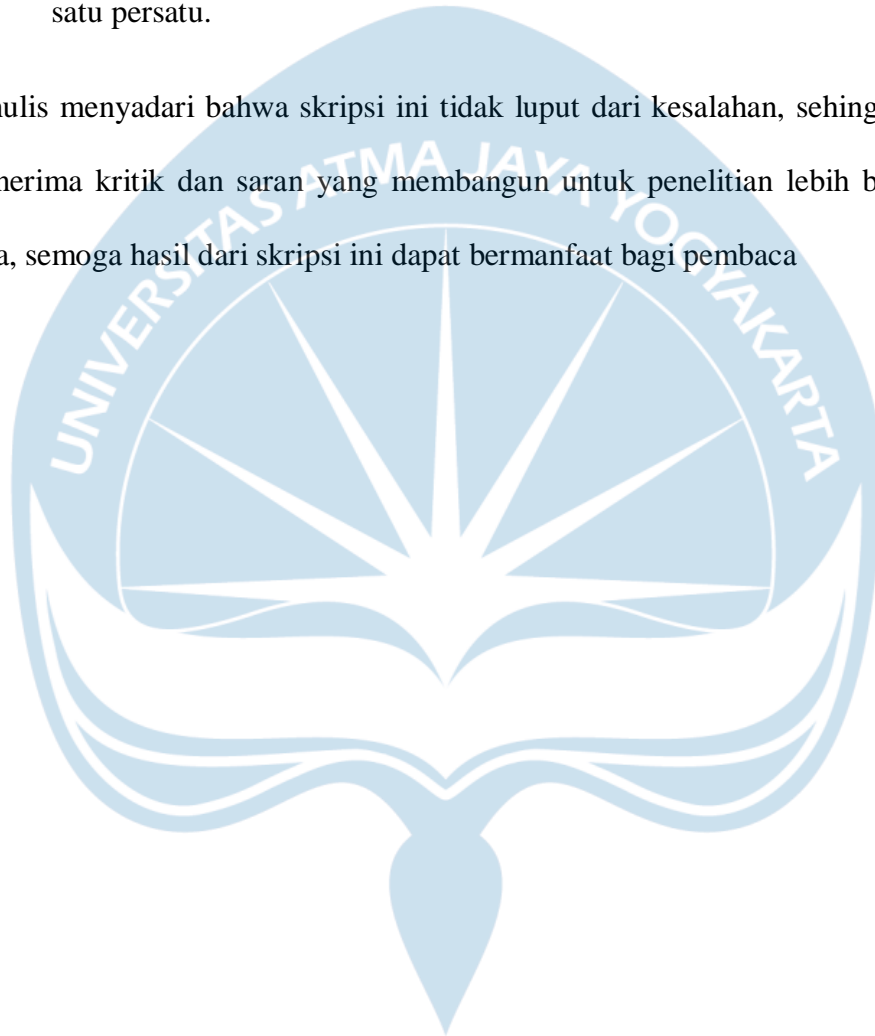 satu persatu.
ulis menyadari bahwa skripsi ini tidak luput dari kesalahan, sehing
nerima kritik dan saran yang membangun untuk penelitian lebih b
a, semoga hasil dari skripsi ini dapat bermanfaat bagi pembaca
UNIVERSITAS ATMA JAYA YOGYAKARTA